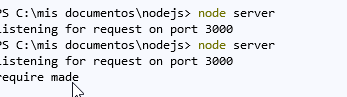 PS C:\mis documentos\nodejs> node server
listening for request on port 3000
PS C:\mis documentos\nodejs> node server
listening for request on port 3000
require made